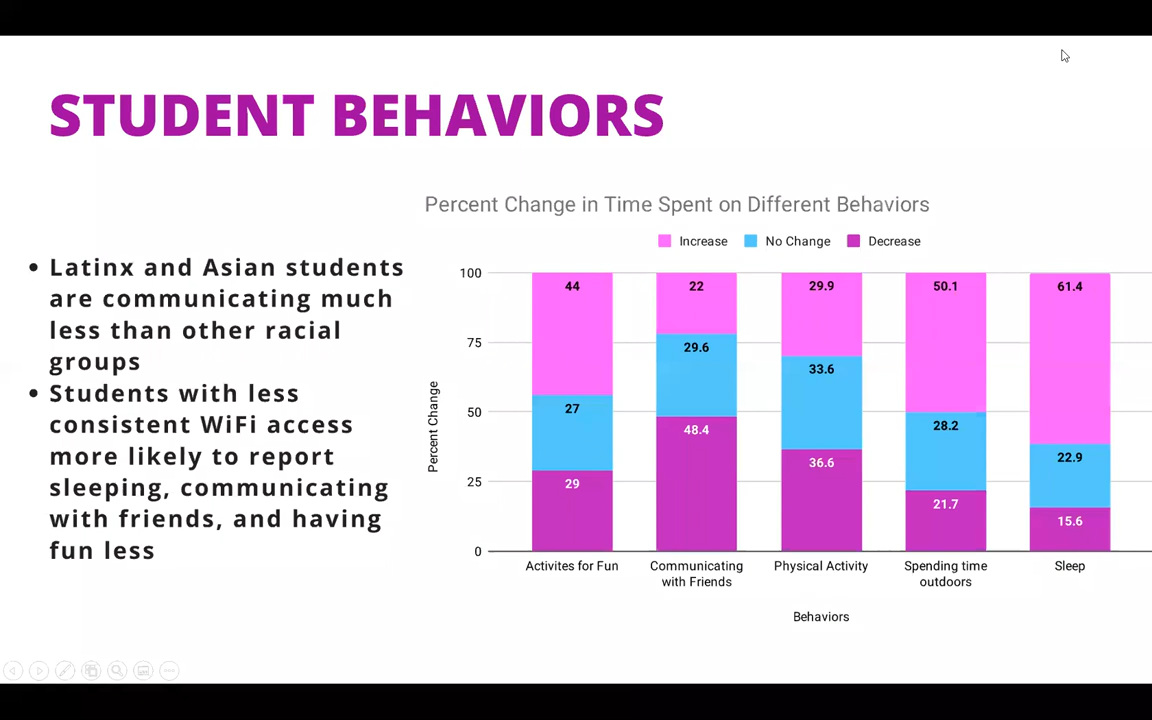 STUDENT BEHAVIORS
• Latinx and Asian students
are communicating much
less than other racial
groups
• Students with less
consistent WiFi access
more likely to report
sleeping, communicating
with friends, and having
fun less
Percent Change in Time Spent on Different Behaviors
Increase No Change Decrease
Percent Change
100
75
50
25
0
44 22 29.9 50.1 61.4
27 29.6 33.6 28.2 22.9
29 48.4 36.6 21.7 15.6
Activites for Fun
Communicating
with Friends
Physical Activity
Spending time
outdoors
Sleep
Behaviors